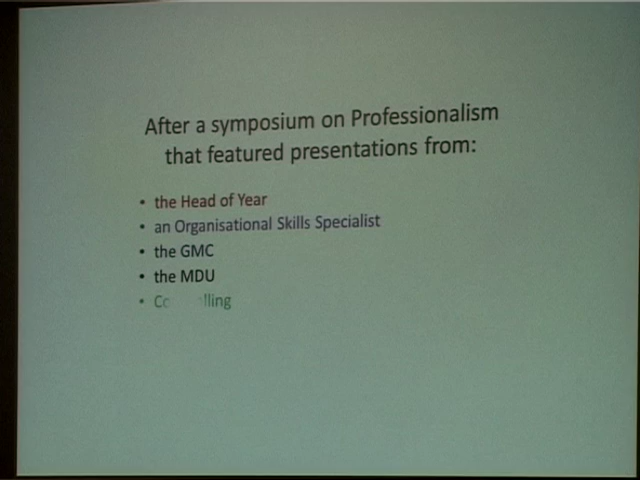 After a symposium on Professionalism
that featured presentations from:
• the Head of Year
• an Organisational Skills Specialist
• the GMC
• the MDU
•